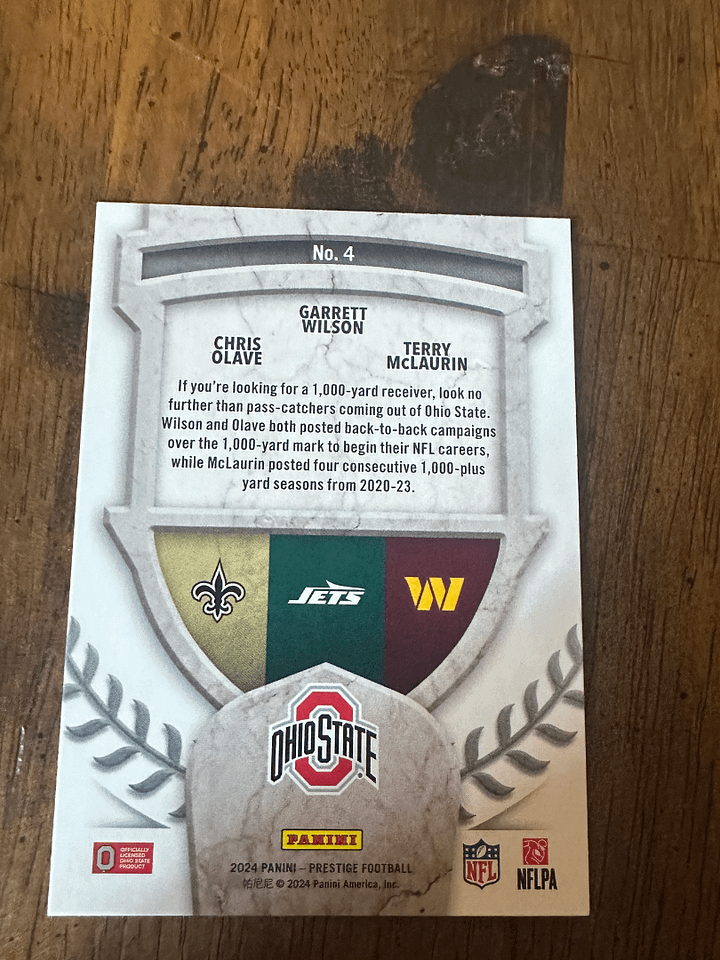 No. 4
GARRETT
WILSON
CHRIS
OLAVE
TERRY
McLAURIN
If you're looking for a 1,000-yard receiver, look no
further than pass-catchers coming out of Ohio State.
Wilson and Olave both posted back-to-back campaigns
over the 1,000-yard mark to begin their NFL careers,
while McLaurin posted four consecutive 1,000-plus
yard seasons from 2020-23.
JETS
W
OHIO STATE
PANINI
OFFICIALLY
LICENSED
OHIO STATE
PRODUCT
2024 PANINI – PRESTIGE FOOTBALL
帕尼尼 © 2024 Panini America, Inc.
NFL
NFLPA